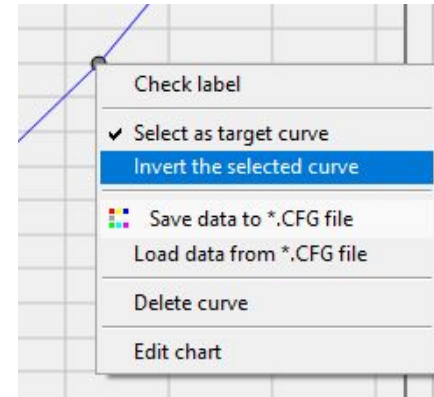 Check label
Select as target curve
Invert the selected curve
Save data to *.CFG file
Load data from *.CFG file
Delete curve
Edit chart